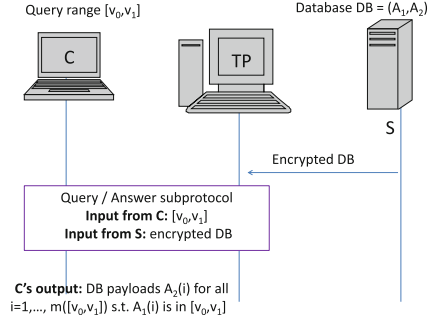 Query range [v₀,v₁]
Database DB = (A₁,A₂)
C
TP
S
Encrypted DB
Query / Answer subprotocol
Input from C: [v₀,v₁]
Input from S: encrypted DB
C's output: DB payloads A₂(i) for all
i=1,…, m([v₀,v₁]) s.t. A₁(i) is in [v₀,v₁]